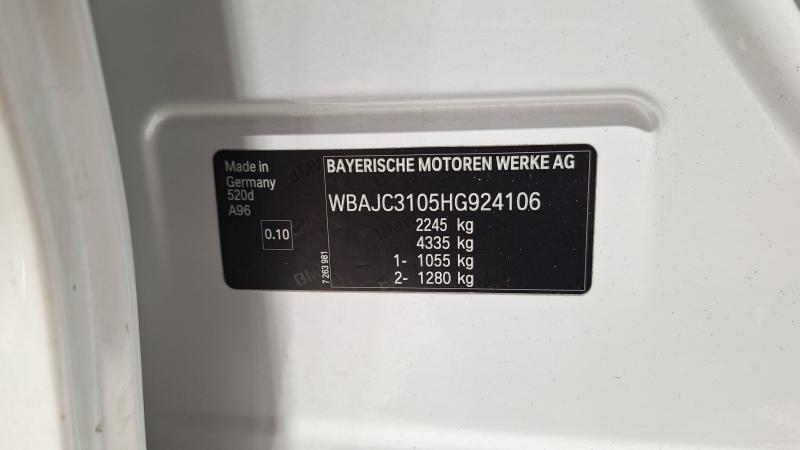 Made in
Germany
520d
A96
0.10
7 263 981
BAYERISCHE MOTOREN WERKE AG
WBAJC3105HG924106
2245 kg
4335 kg
1- 1055 kg
2- 1280 kg
BMW